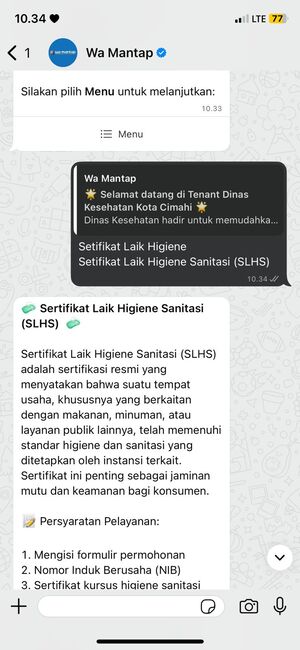 10.34
LTE 77
1
Wa Mantap
Silakan pilih Menu untuk melanjutkan:
10.33
Menu
Wa Mantap
🌟 Selamat datang di Tenant Dinas
Kesehatan Kota Cimahi 🌟
Dinas Kesehatan hadir untuk memudahka...
Setifikat Laik Higiene
Setifikat Laik Higiene Sanitasi (SLHS)
10.34
Sertifikat Laik Higiene Sanitasi
(SLHS)
Sertifikat Laik Higiene Sanitasi (SLHS)
adalah sertifikasi resmi yang
menyatakan bahwa suatu tempat
usaha, khususnya yang berkaitan
dengan makanan, minuman, atau
layanan publik lainnya, telah memenuhi
standar higiene dan sanitasi yang
ditetapkan oleh instansi terkait.
Sertifikat ini penting sebagai jaminan
mutu dan keamanan bagi konsumen.
📝 Persyaratan Pelayanan:
1. Mengisi formulir permohonan
2. Nomor Induk Berusaha (NIB)
3. Sertifikat kursus higiene sanitasi